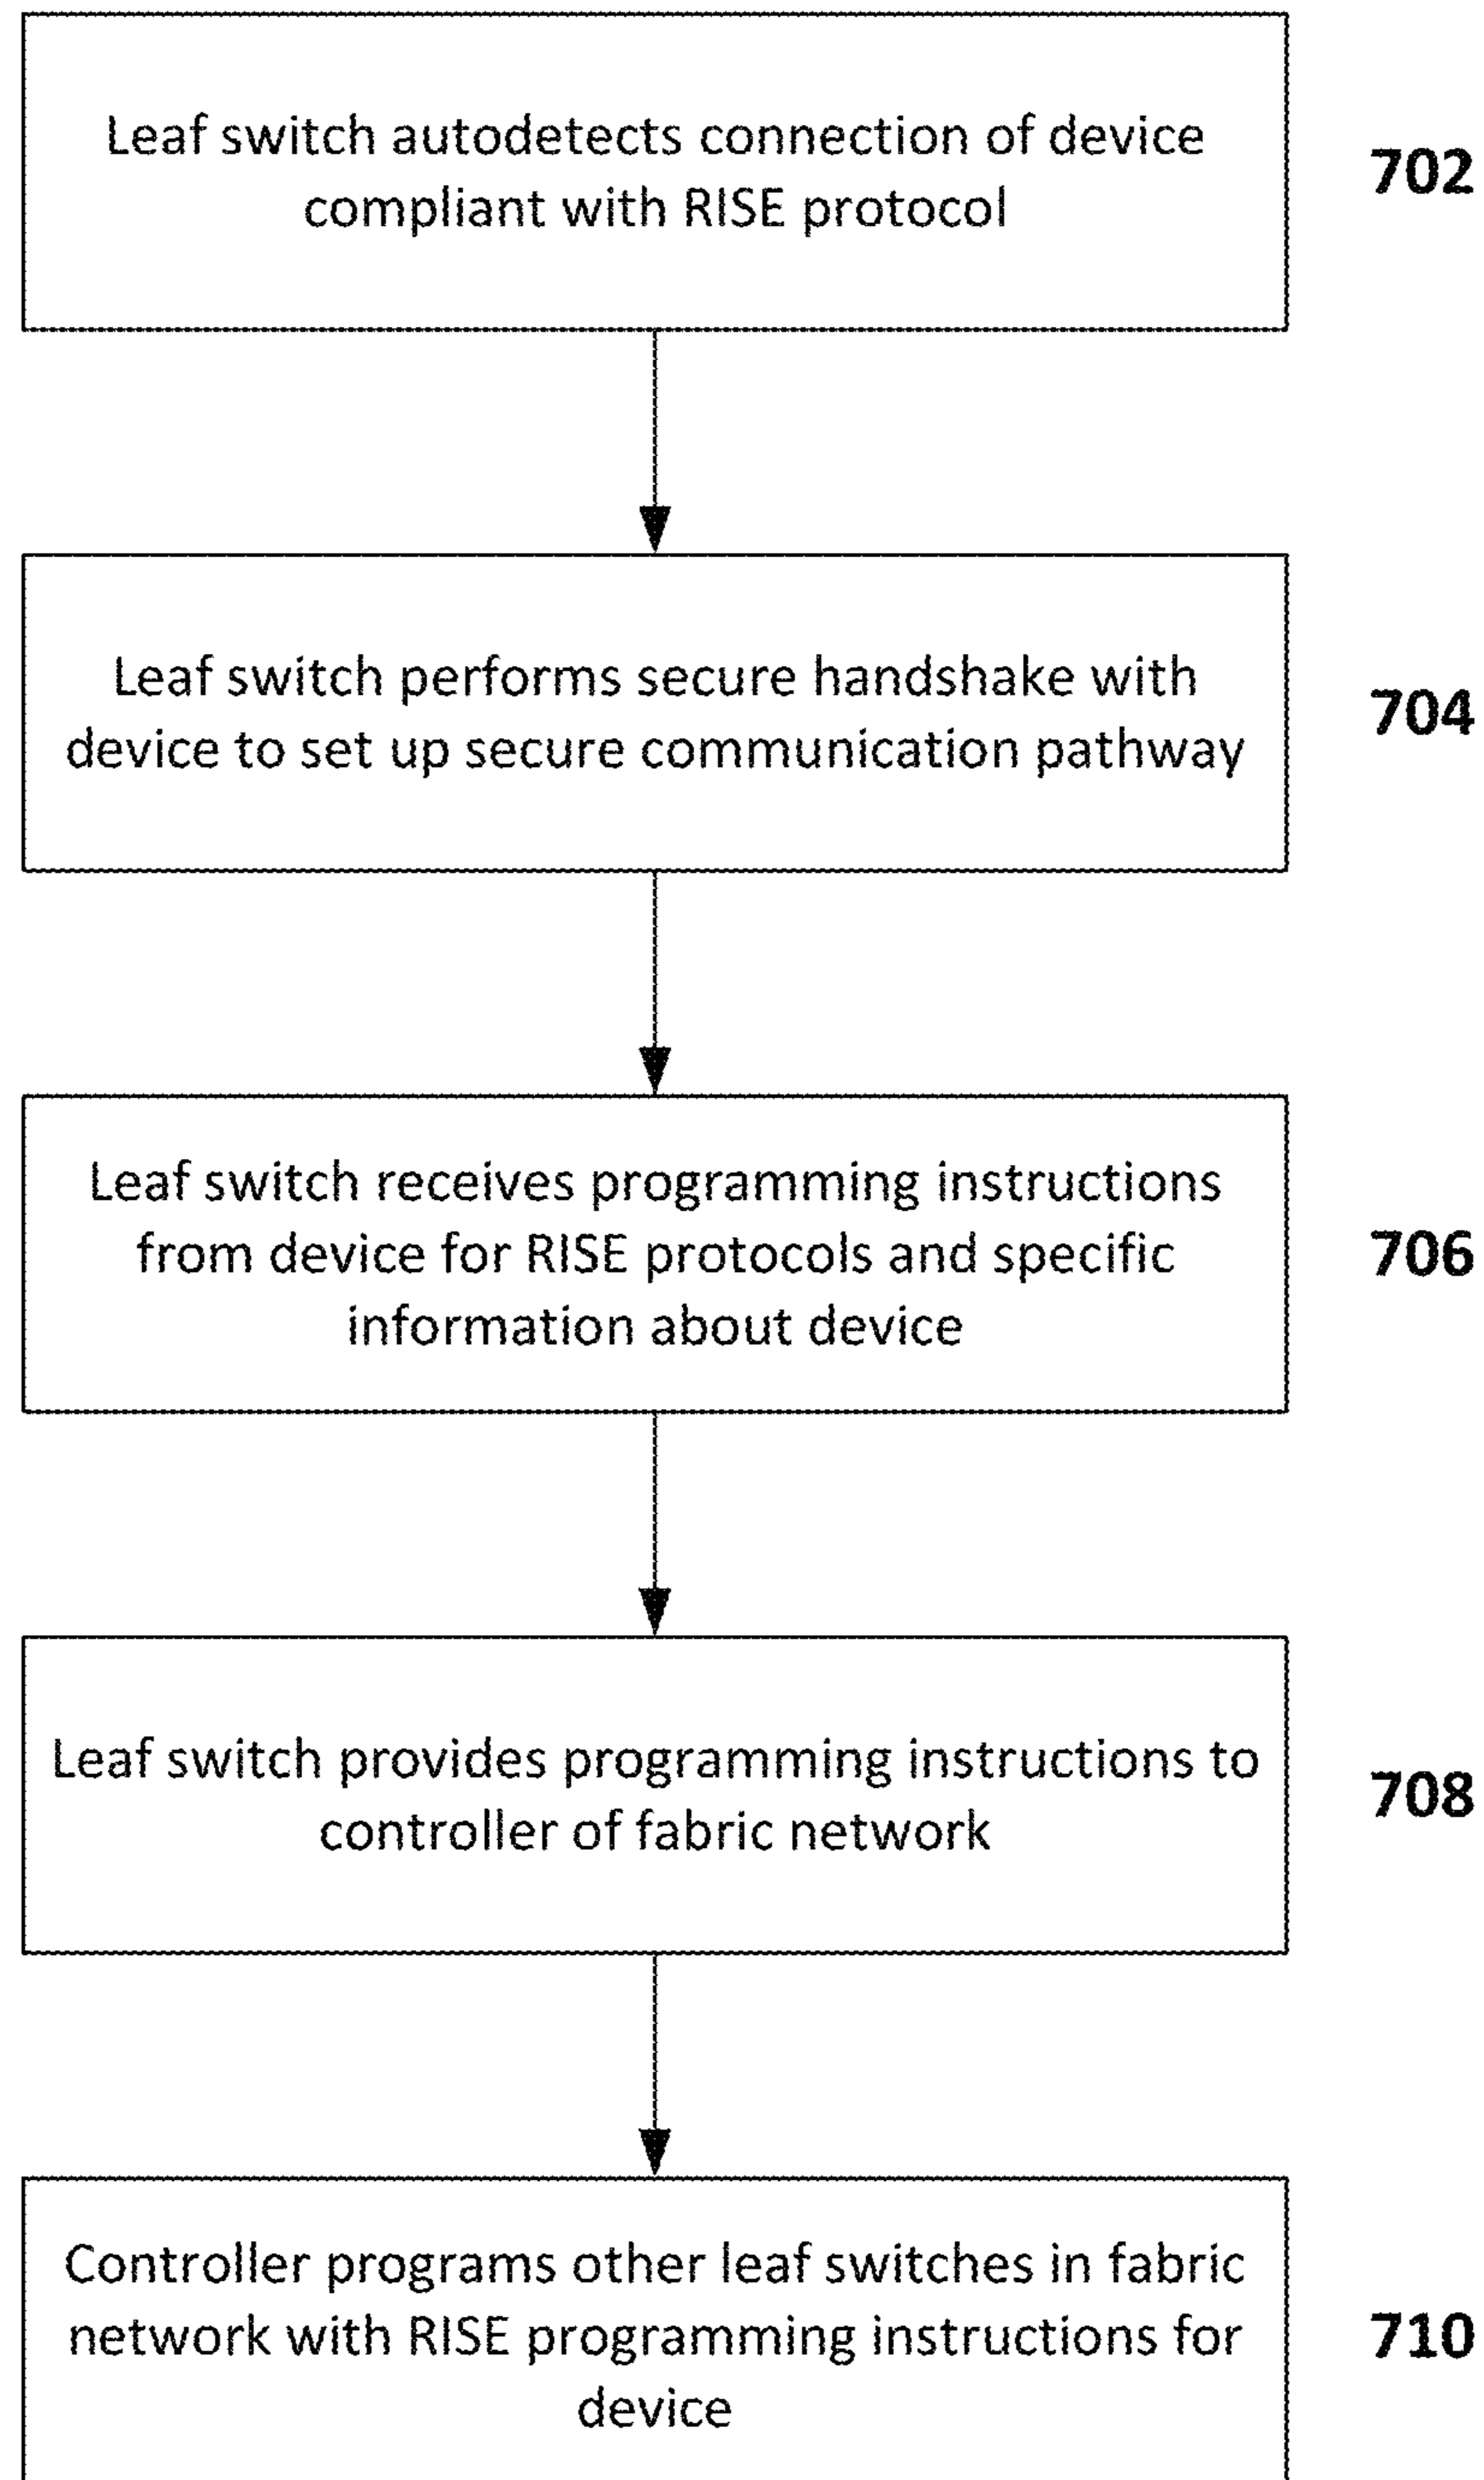 Leaf switch autodetects connection of device
compliant with RISE protocol
702
Leaf switch performs secure handshake with
device to set up secure communication pathway
704
Leaf switch receives programming instructions
from device for RISE protocols and specific
information about device
706
Leaf switch provides programming instructions to
controller of fabric network
708
Controller programs other leaf switches in fabric
network with RISE programming instructions for
device
710